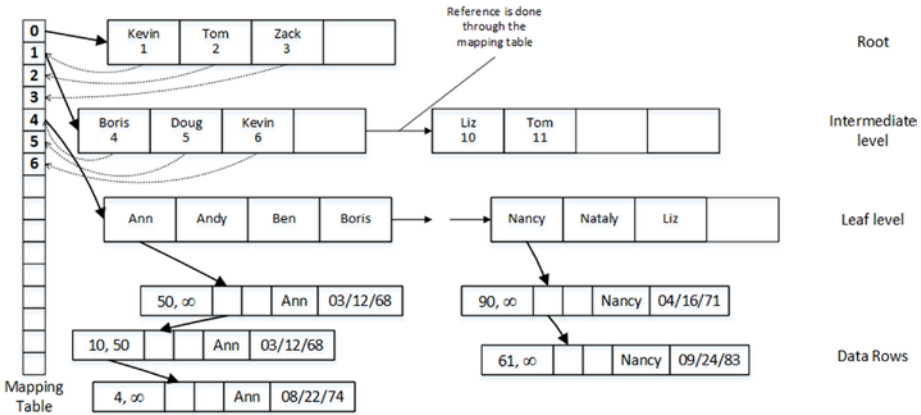 Reference is done
through the
mapping table
0
1
2
3
4
5
6
Mapping
Table
Kevin
1
Tom
2
Zack
3
Root
Boris
4
Doug
5
Kevin
6
Liz
10
Tom
11
Intermediate
level
Ann
Andy
Ben
Boris
Nancy
Nataly
Liz
Leaf level
50, ∞
Ann
03/12/68
90, ∞
Nancy
04/16/71
10, 50
Ann
03/12/68
61, ∞
Nancy
09/24/83
Data Rows
4, ∞
Ann
08/22/74